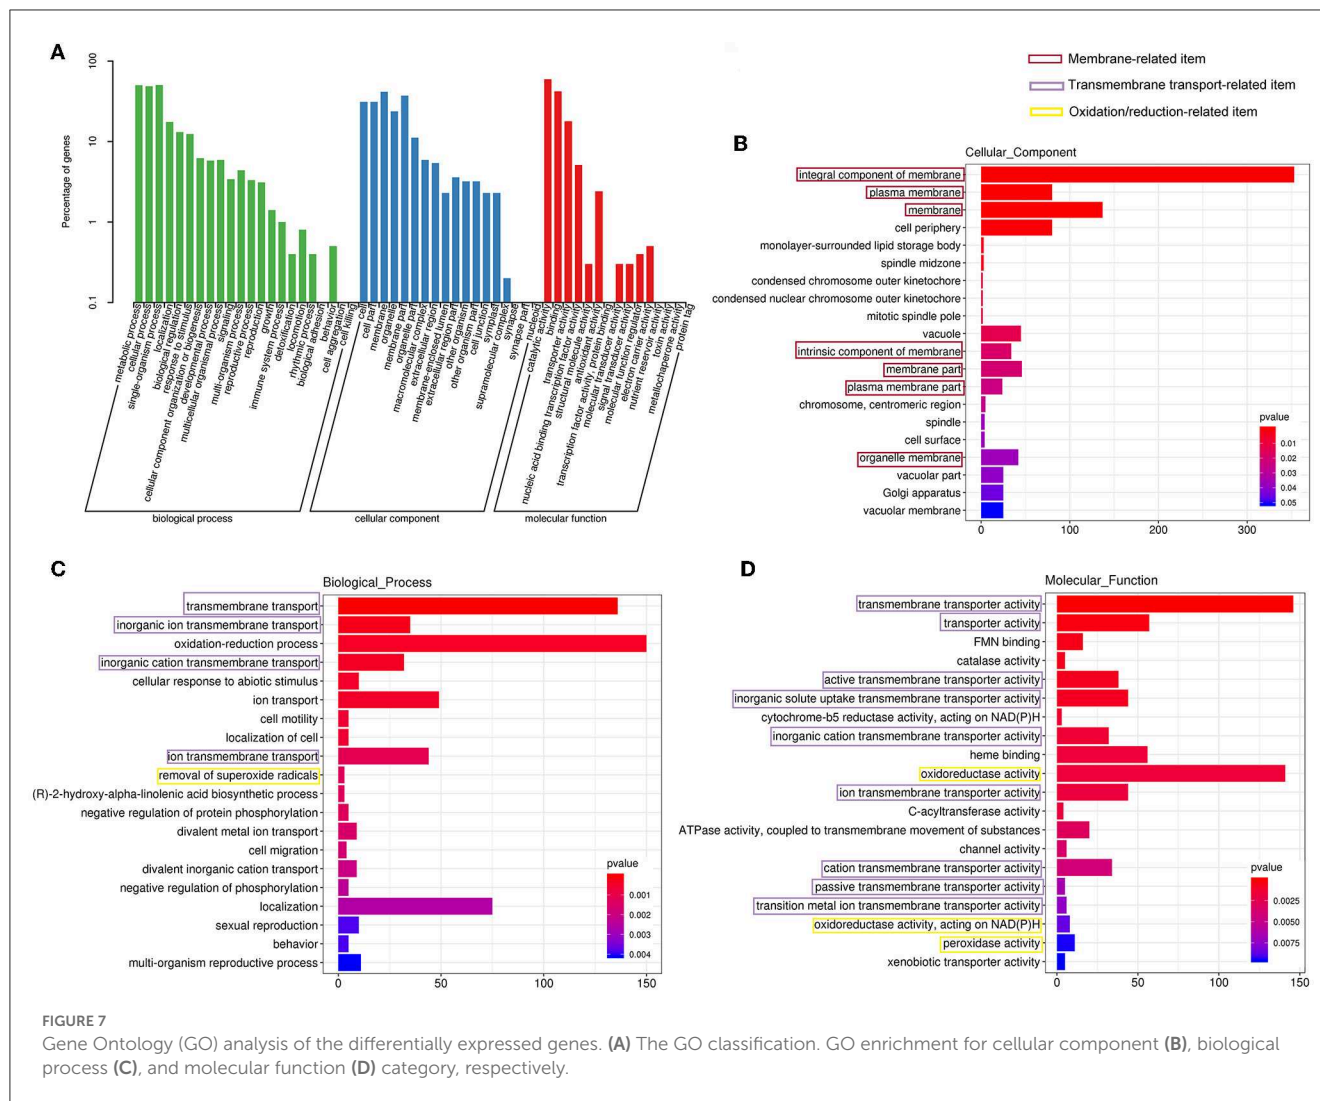 A
Percentage of genes
100
10
1
0.1
metabolic process
cellular process
single-organism process
localization
biological regulation
response to stimulus
cellular component organization or biogenesis
developmental process
multicellular organismal process
signaling
multi-organism process
reproductive process
reproduction
growth
immune system process
detoxification
locomotion
rhythmic process
biological adhesion
behavior
cell aggregation
cell killing
cell
cell part
membrane
organelle
membrane part
organelle part
macromolecular complex
extracellular region
membrane-enclosed lumen
extracellular region part
other organism
other organism part
cell junction
symplast
supramolecular complex
synapse
synapse part
nucleoid
catalytic activity
binding
transporter activity
nucleic acid binding transcription factor activity
structural molecule activity
antioxidant activity
transcription factor activity, protein binding
molecular transducer activity
signal transducer activity
molecular function regulator
electron carrier activity
nutrient reservoir activity
toxin activity
metallochaperone activity
protein tag
biological process
cellular component
molecular function
Membrane-related item
Transmembrane transport-related item
Oxidation/reduction-related item
B
Cellular_Component
integral component of membrane
plasma membrane
membrane
cell periphery
monolayer-surrounded lipid storage body
spindle midzone
condensed chromosome outer kinetochore
condensed nuclear chromosome outer kinetochore
mitotic spindle pole
vacuole
intrinsic component of membrane
membrane part
plasma membrane part
chromosome, centromeric region
spindle
cell surface
organelle membrane
vacuolar part
Golgi apparatus
vacuolar membrane
0 100 200 300
pvalue
0.01
0.02
0.03
0.04
0.05
C
Biological_Process
transmembrane transport
inorganic ion transmembrane transport
oxidation-reduction process
inorganic cation transmembrane transport
cellular response to abiotic stimulus
ion transport
cell motility
localization of cell
ion transmembrane transport
removal of superoxide radicals
(R)-2-hydroxy-alpha-linolenic acid biosynthetic process
negative regulation of protein phosphorylation
divalent metal ion transport
cell migration
divalent inorganic cation transport
negative regulation of phosphorylation
localization
sexual reproduction
behavior
multi-organism reproductive process
0 50 100 150
pvalue
0.001
0.002
0.003
0.004
D
Molecular_Function
transmembrane transporter activity
transporter activity
FMN binding
catalase activity
active transmembrane transporter activity
inorganic solute uptake transmembrane transporter activity
cytochrome-b5 reductase activity, acting on NAD(P)H
inorganic cation transmembrane transporter activity
heme binding
oxidoreductase activity
ion transmembrane transporter activity
C-acyltransferase activity
ATPase activity, coupled to transmembrane movement of substances
channel activity
cation transmembrane transporter activity
passive transmembrane transporter activity
transition metal ion transmembrane transporter activity
oxidoreductase activity, acting on NAD(P)H
peroxidase activity
xenobiotic transporter activity
0 50 100 150
pvalue
0.0025
0.0050
0.0075
FIGURE 7
Gene Ontology (GO) analysis of the differentially expressed genes. (A) The GO classification. GO enrichment for cellular component (B), biological
process (C), and molecular function (D) category, respectively.